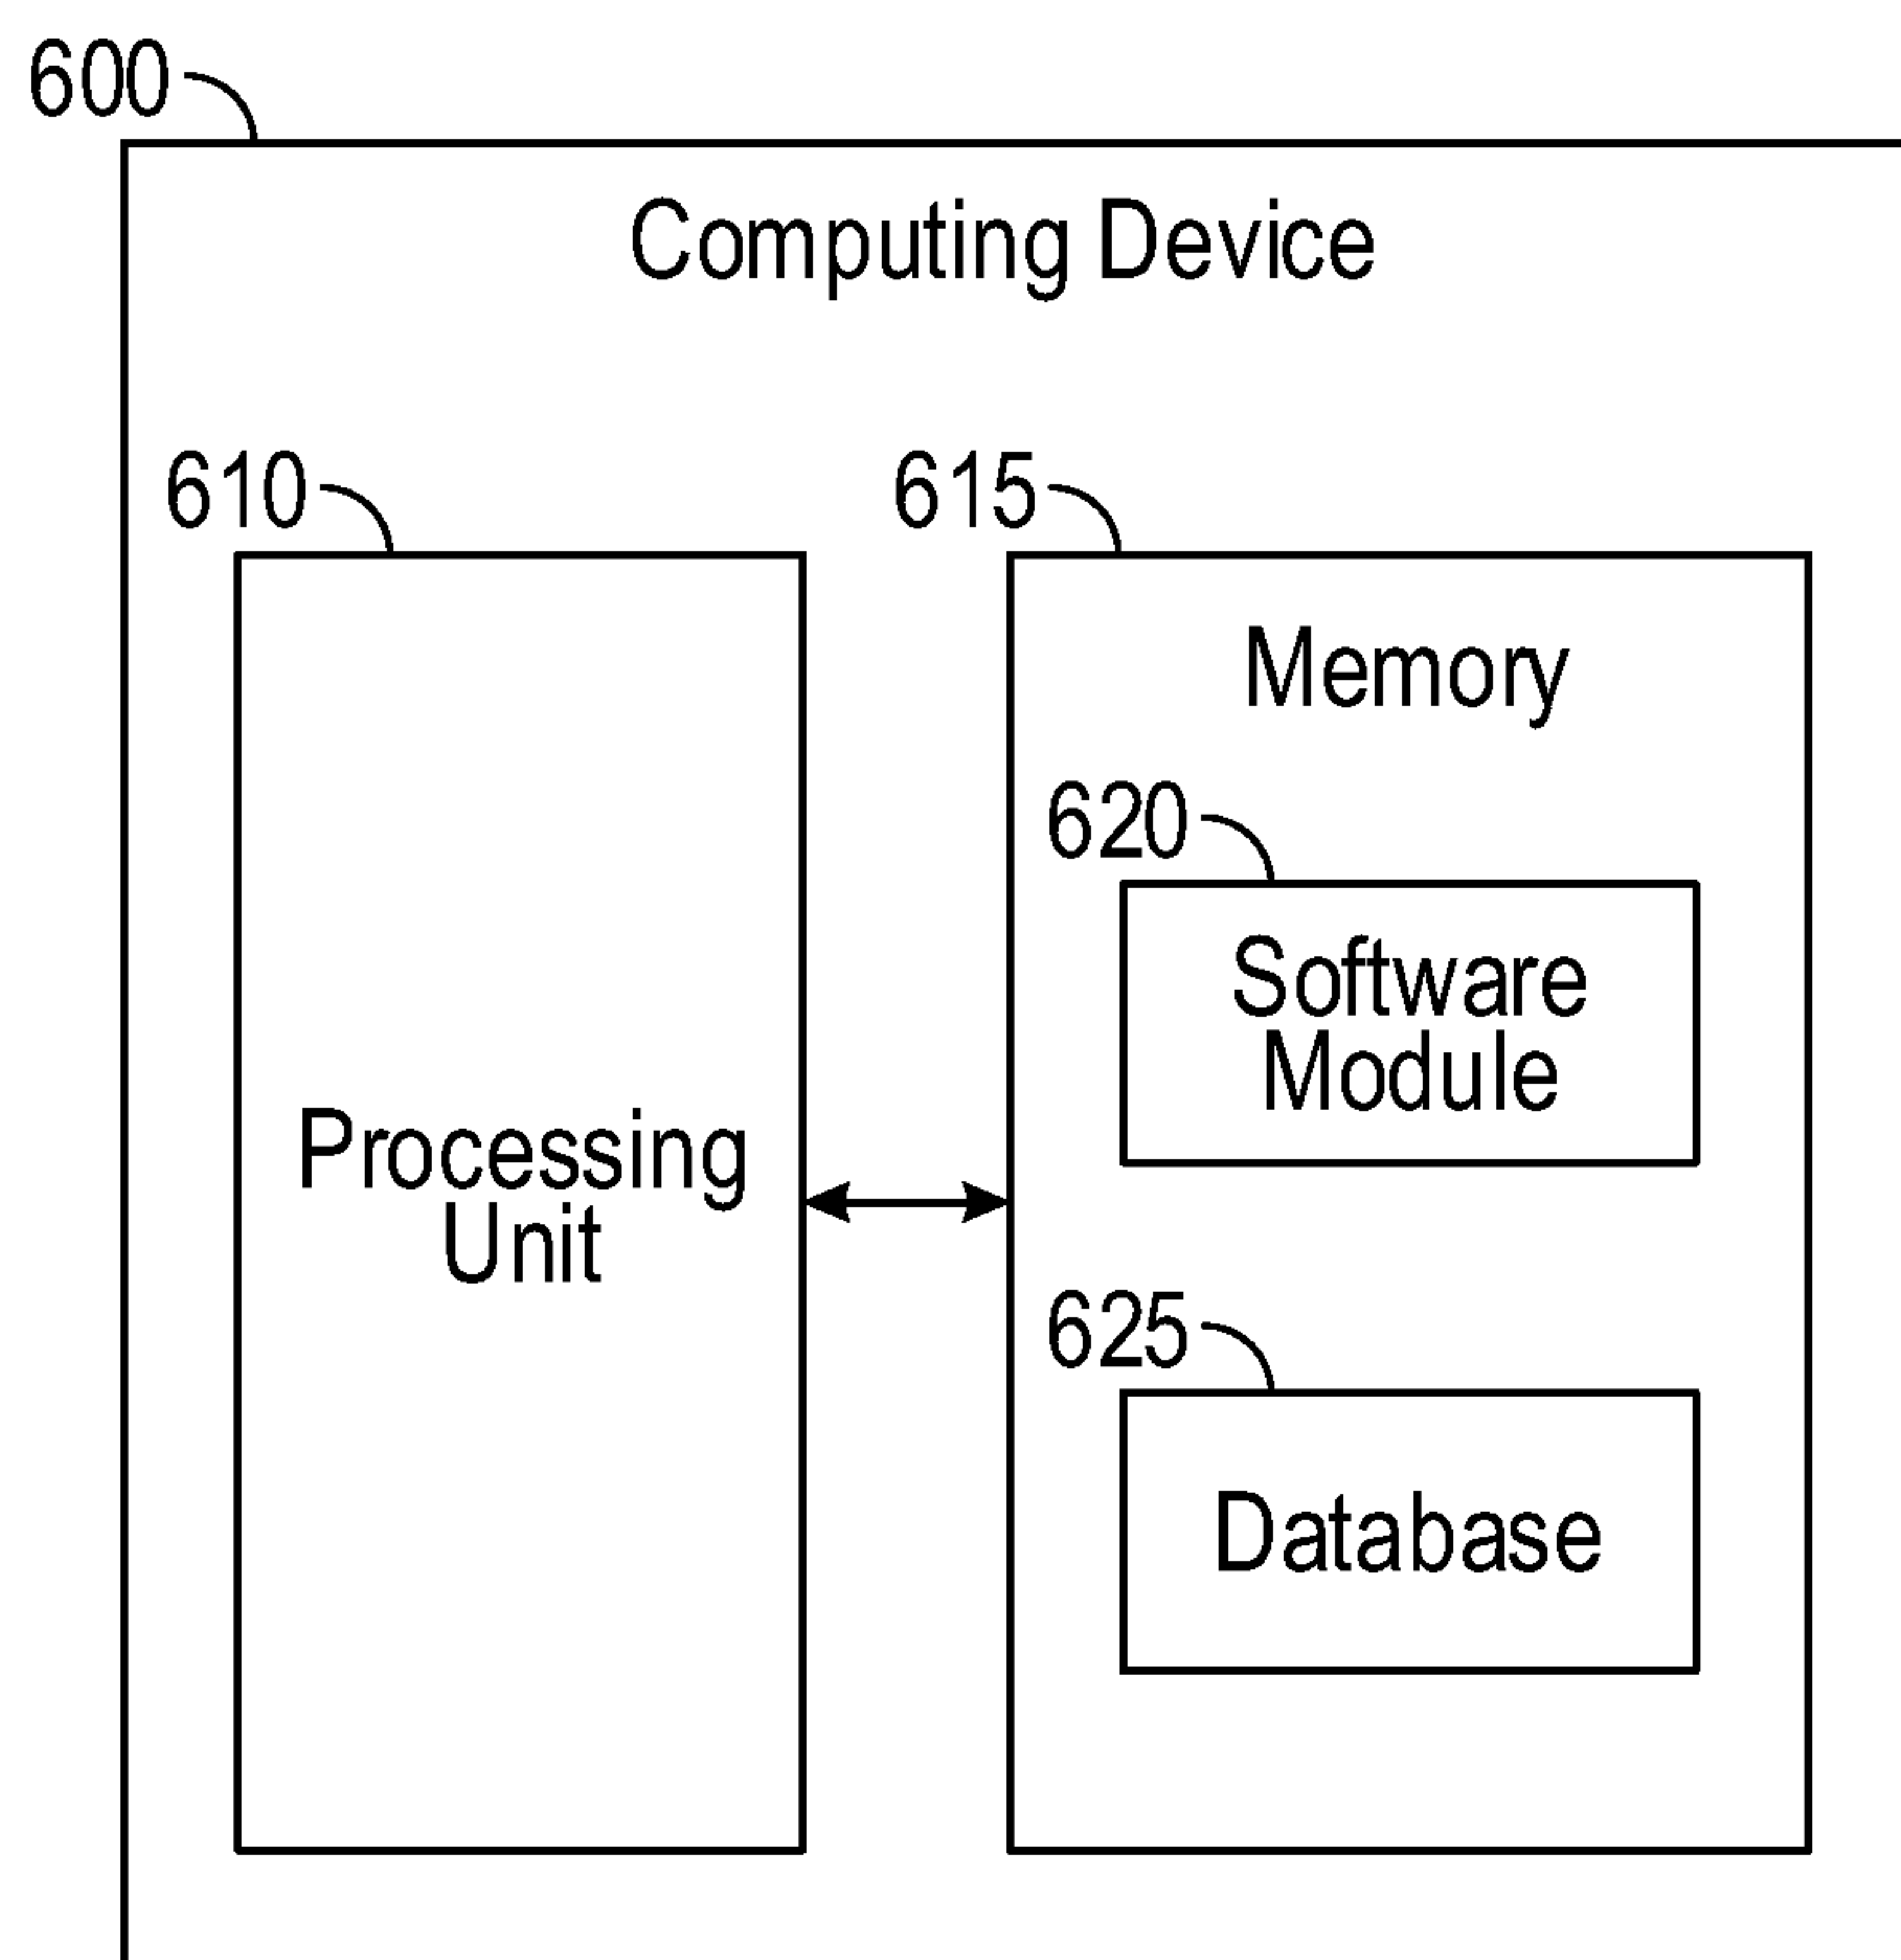 600
Computing Device
610
615
Memory
620
Software
Module
Processing
Unit
625
Database